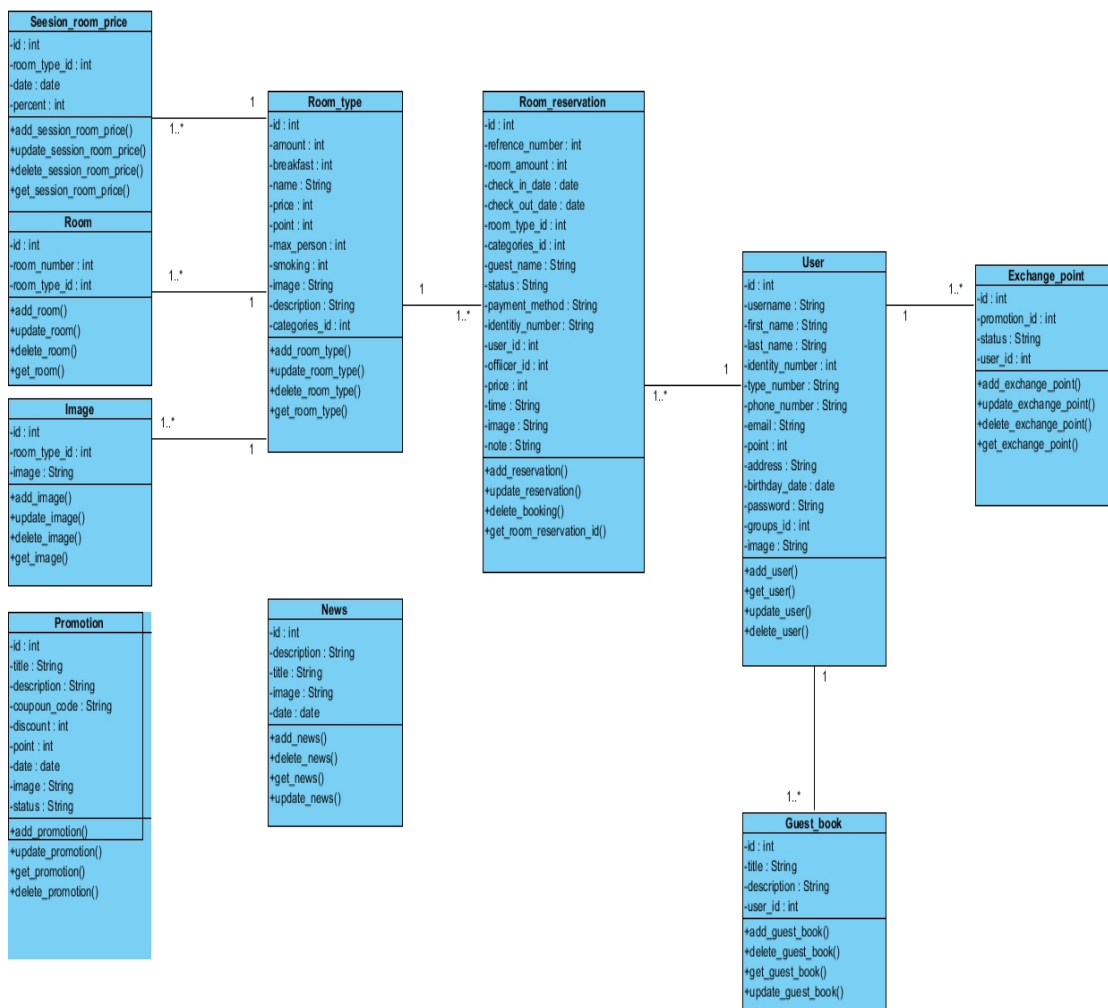 Seesion_room_price
-id : int
-room_type_id : int
-date : date
-percent : int
+add_session_room_price()
+update_session_room_price()
+delete_session_room_price()
+get_session_room_price()
1
1..*
Room
-id : int
-room_number : int
-room_type_id : int
+add_room()
+update_room()
+delete_room()
+get_room()
1..*
1
Image
-id : int
-room_type_id : int
-image : String
+add_image()
+update_image()
+delete_image()
+get_image()
1..*
1
Room_type
-id : int
-amount : int
-breakfast : int
-name : String
-price : int
-point : int
-max_person : int
-smoking : int
-image : String
-description : String
-categories_id : int
+add_room_type()
+update_room_type()
+delete_room_type()
+get_room_type()
1
1..*
Room_reservation
-id : int
-refrence_number : int
-room_amount : int
-check_in_date : date
-check_out_date : date
-room_type_id : int
-categories_id : int
-guest_name : String
-status : String
-payment_method : String
-identitiy_number : String
-user_id : int
-offiicer_id : int
-price : int
-time : String
-image : String
-note : String
+add_reservation()
+update_reservation()
+delete_booking()
+get_room_reservation_id()
1
1..*
User
-id : int
-username : String
-first_name : String
-last_name : String
-identity_number : int
-type_number : String
-phone_number : String
-email : String
-point : int
-address : String
-birthday_date : date
-password : String
-groups_id : int
-image : String
+add_user()
+get_user()
+update_user()
+delete_user()
1..*
1
Exchange_point
-id : int
-promotion_id : int
-status : String
-user_id : int
+add_exchange_point()
+update_exchange_point()
+delete_exchange_point()
+get_exchange_point()
Promotion
-id : int
-title : String
-description : String
-coupoun_code : String
-discount : int
-point : int
-date : date
-image : String
-status : String
+add_promotion()
+update_promotion()
+get_promotion()
+delete_promotion()
News
-id : int
-description : String
-title : String
-image : String
-date : date
+add_news()
+delete_news()
+get_news()
+update_news()
1
1..*
Guest_book
-id : int
-title : String
-description : String
-user_id : int
+add_guest_book()
+delete_guest_book()
+get_guest_book()
+update_guest_book()